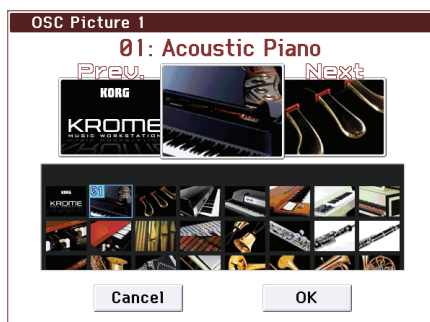 OSC Picture 1
01: Acoustic Piano
Prev.
Next
KORG
KROME
MUSIC WORKSTATION
KORG
KROME
01
Cancel
OK